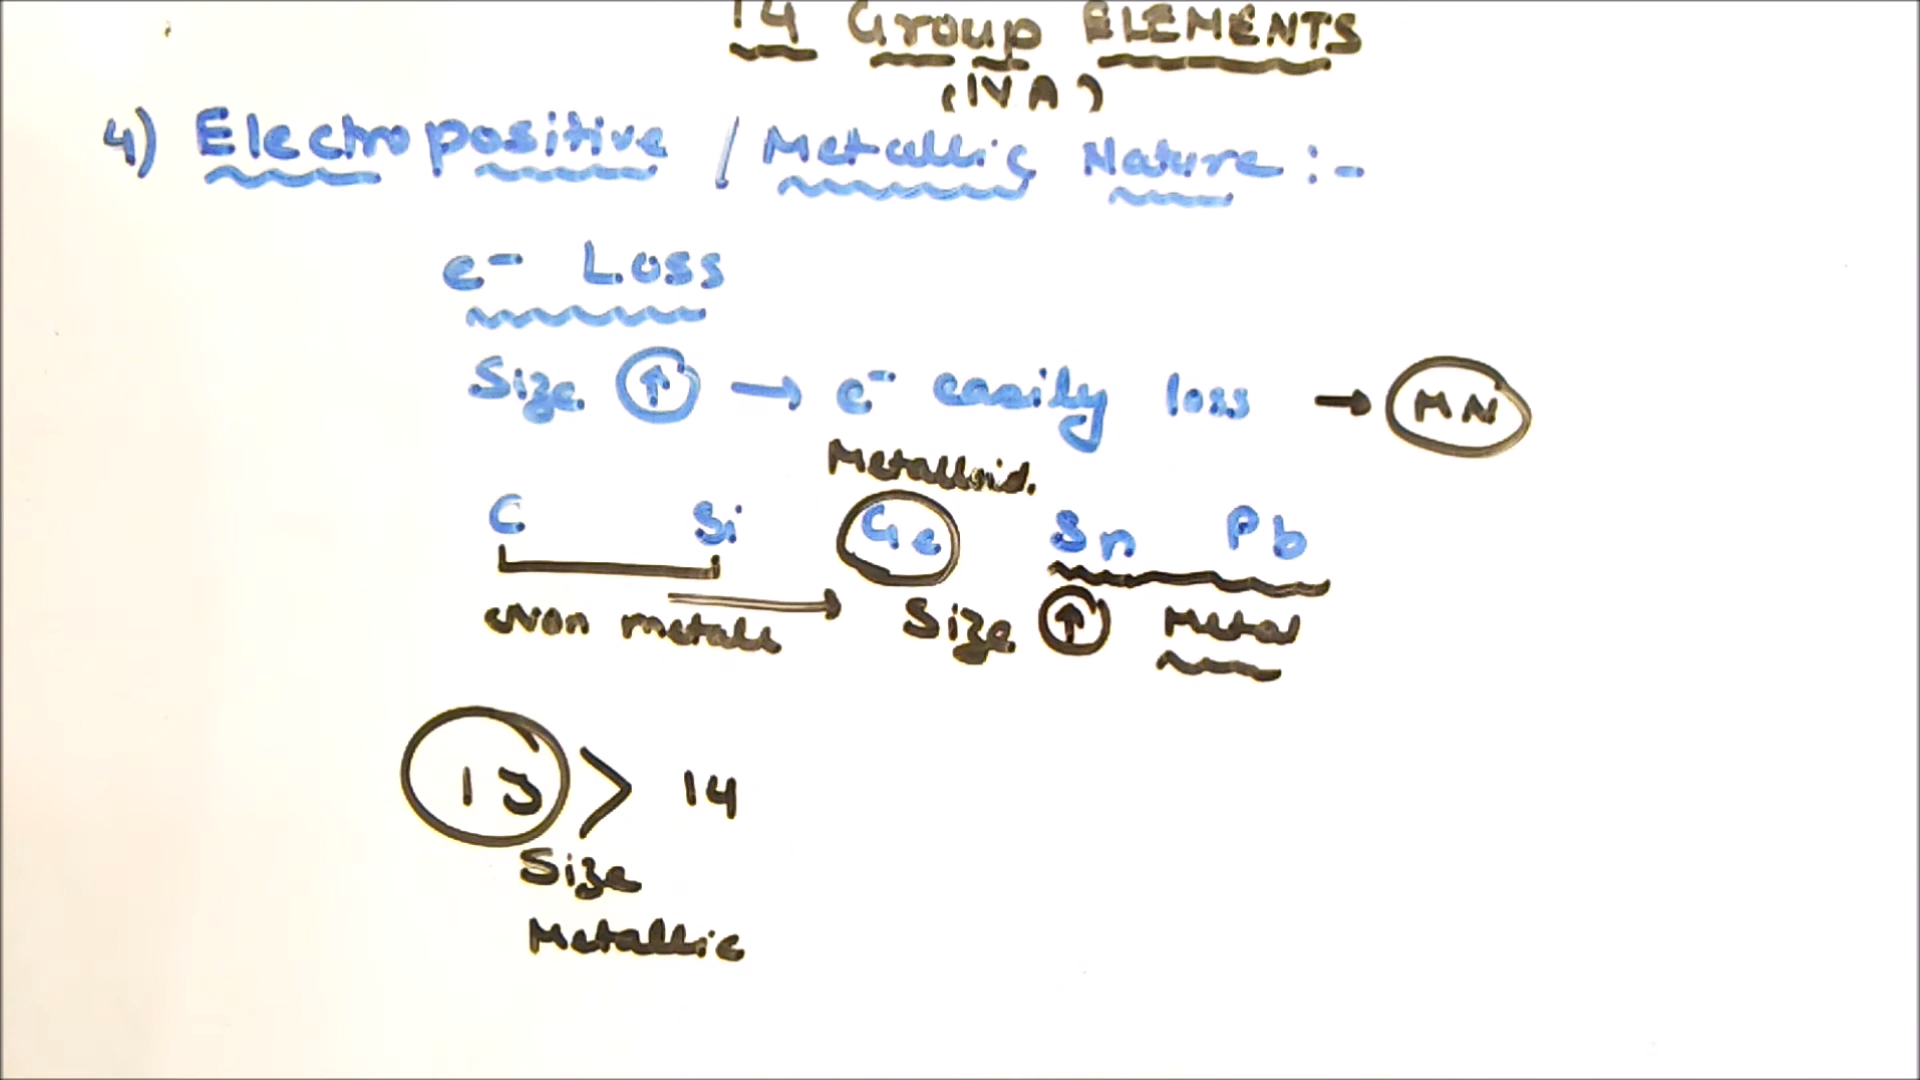 14 Group ELEMENTS
(IVA)
4) Electropositive / Metallic Nature :-
e⁻ Loss
Size ↑ → e⁻ easily loss → MN
Metalloid.
C Si Ge Sn Pb
Non metals → Size ↑ Metal
13 > 14
Size
Metallic